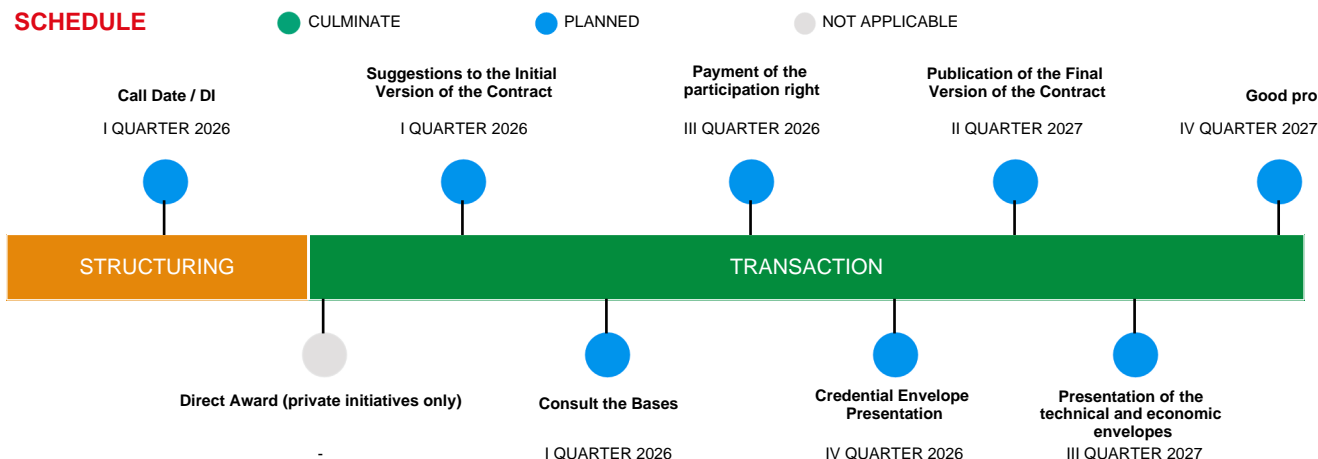 SCHEDULE
CULMINATE
PLANNED
NOT APPLICABLE
Call Date / DI
I QUARTER 2026
Suggestions to the Initial
Version of the Contract
I QUARTER 2026
Payment of the
participation right
III QUARTER 2026
Publication of the Final
Version of the Contract
II QUARTER 2027
Good pro
IV QUARTER 2027
STRUCTURING
TRANSACTION
Direct Award (private initiatives only)
-
Consult the Bases
I QUARTER 2026
Credential Envelope
Presentation
IV QUARTER 2026
Presentation of the
technical and economic
envelopes
III QUARTER 2027